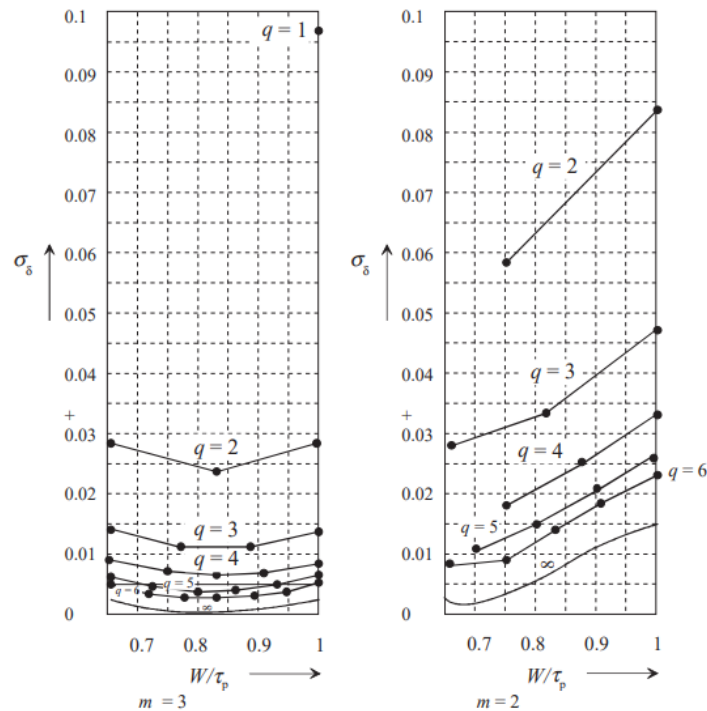 0.1
0.09
0.08
0.07
0.06
0.05
0.04
+
0.03
0.02
0.01
0
σδ
q = 1
q = 2
q = 3
q = 4
q = 5
q = 6
∞
0.7 0.8 0.9 1
W/τp
m = 3
0.1
0.09
0.08
0.07
0.06
0.05
0.04
+
0.03
0.02
0.01
0
σδ
q = 2
q = 3
q = 4
q = 6
q = 5
∞
0.7 0.8 0.9 1
W/τp
m = 2